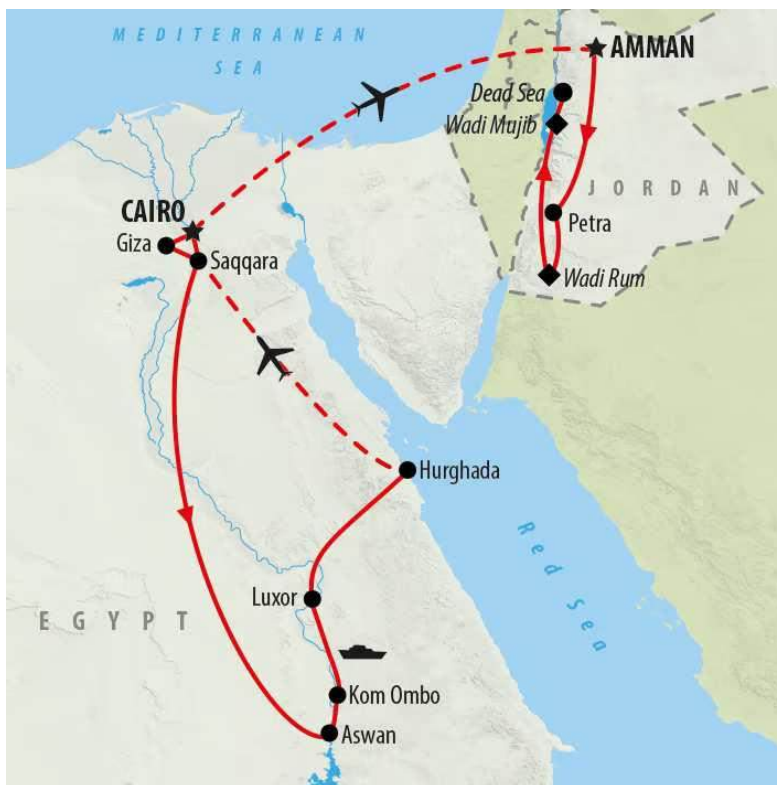 MEDITERRANEAN
SEA
AMMAN
Dead Sea
Wadi Mujib
JORDAN
CAIRO
Petra
Giza
Saqqara
Wadi Rum
Hurghada
Red Sea
Luxor
EGYPT
Kom Ombo
Aswan